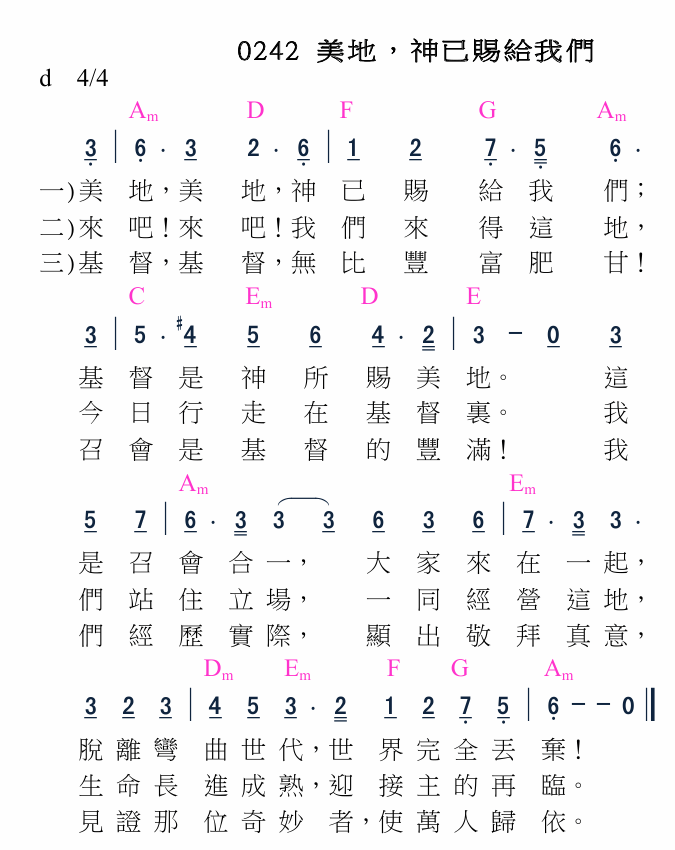 0242 美地，神已賜給我們
d 4/4
Am D F G Am
3 | 6 · 3 2 · 6 | 1 2 7 · 5 6 ·
一)美地，美地，神已賜給我們；
二)來吧！來吧！我們來得這地，
三)基督，基督，無比豐富肥甘！
C Em D E
3 | 5 · #4 5 6 4 · 2 | 3 - 0 3
基督是神所賜美地。這
今日行走在基督裏。我
召會是基督的豐滿！我
Am Em
5 7 | 6 · 3 3 3 6 3 6 | 7 · 3 3 ·
是召會合一，大家來在一起，
們站住立場，一同經營這地，
們經歷實際，顯出敬拜真意，
Dm Em F G Am
3 2 3 | 4 5 3 · 2 1 2 7 5 | 6 - - 0 ||
脫離彎曲世代，世界完全丟棄！
生命長進成熟，迎接主的再臨。
見證那位奇妙者，使萬人歸依。